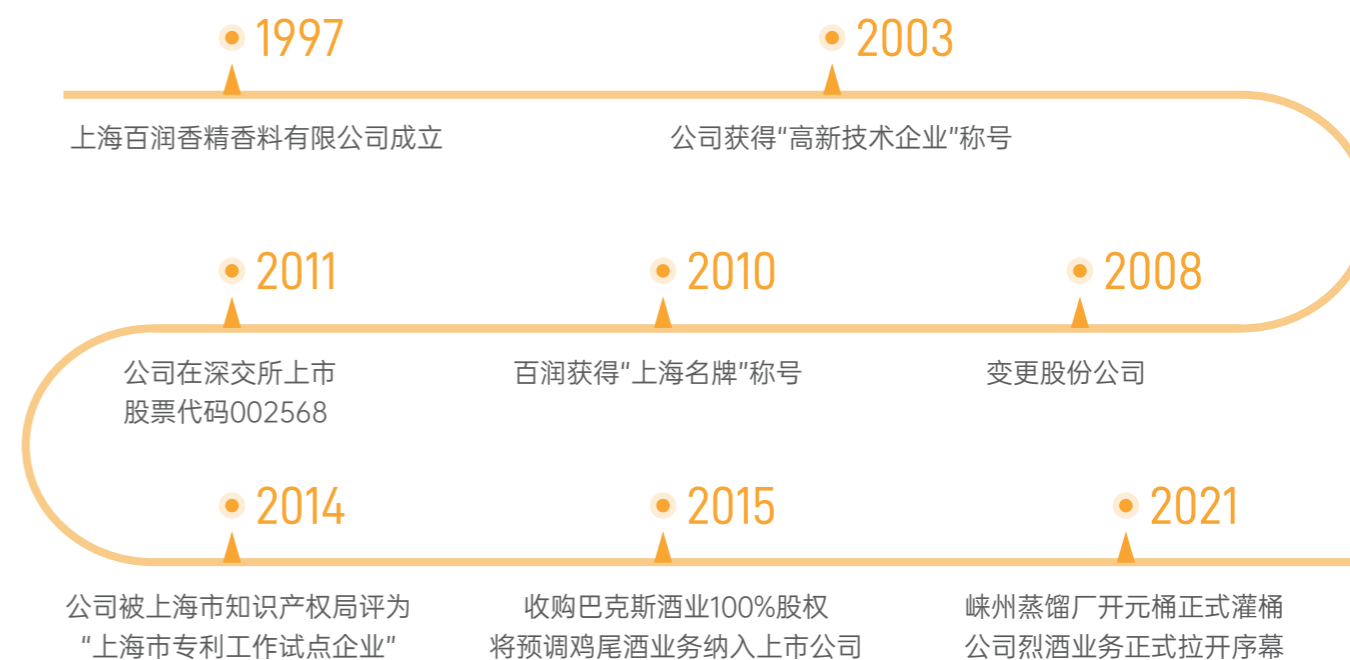 1997
上海百润香精香料有限公司成立
2003
公司获得“高新技术企业”称号
2008
变更股份公司
2010
百润获得“上海名牌”称号
2011
公司在深交所上市
股票代码002568
2014
公司被上海市知识产权局评为
“上海市专利工作试点企业”
2015
收购巴克斯酒业100%股权
将预调鸡尾酒业务纳入上市公司
2021
崃州蒸馏厂开元桶正式灌桶
公司烈酒业务正式拉开序幕